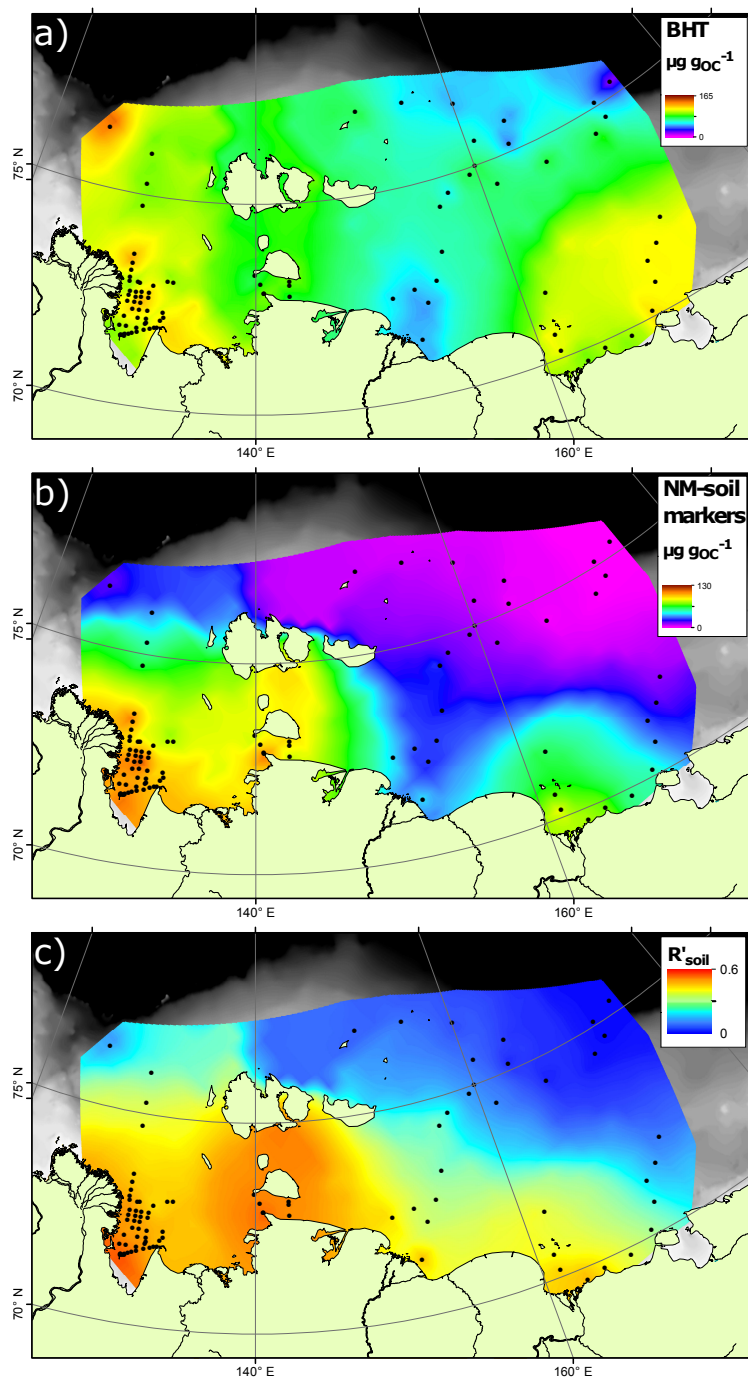 a)
BHT
µg gOC⁻¹
165
0
75° N
70° N
140° E
160° E
b)
NM-soil
markers
µg gOC⁻¹
130
0
75° N
70° N
140° E
160° E
c)
R'soil
0.6
0
75° N
70° N
140° E
160° E